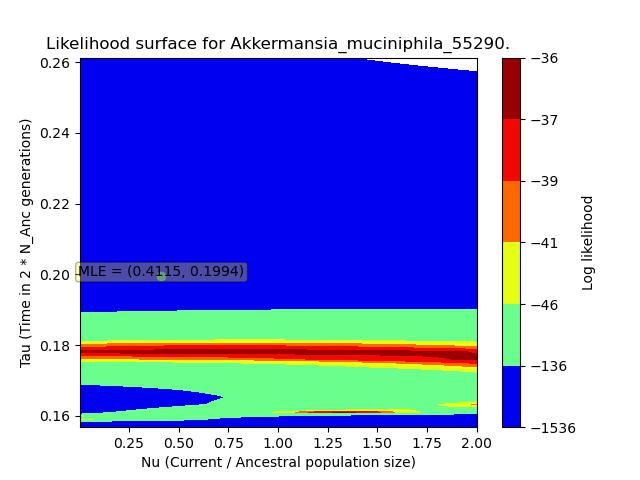 Likelihood surface for Akkermansia_muciniphila_55290.
0.26
0.24
0.22
0.20
0.18
0.16
Tau (Time in 2 * N_Anc generations)
MLE = (0.4115, 0.1994)
0.25 0.50 0.75 1.00 1.25 1.50 1.75 2.00
Nu (Current / Ancestral population size)
−36
−37
−39
−41
−46
−136
−1536
Log likelihood